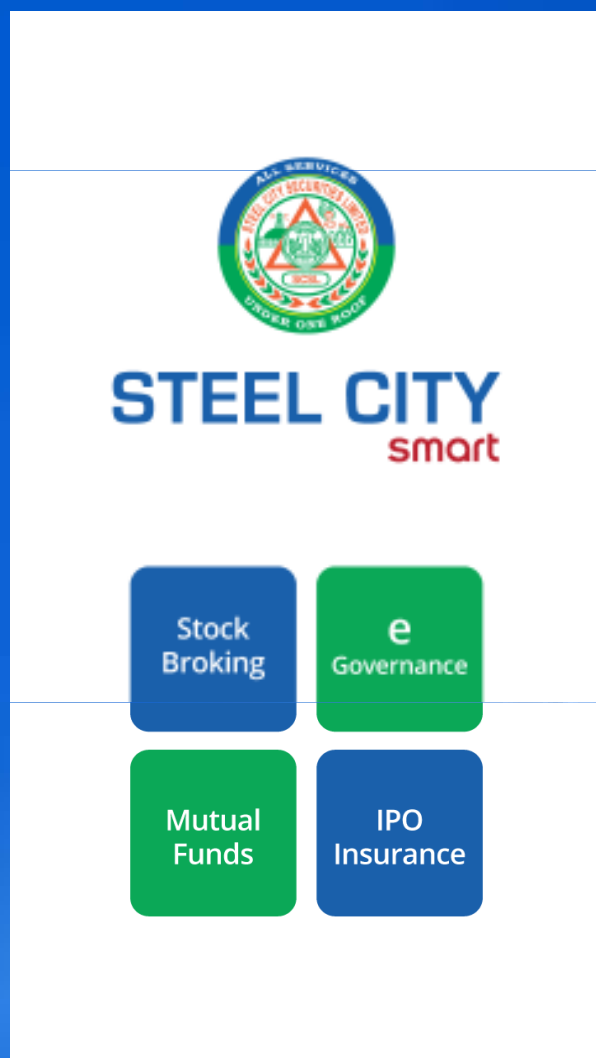 ALL SERVICES
STEEL CITY SECURITIES LIMITED
SCSL
UNDER ONE ROOF
STEEL CITY
smart
Stock
Broking
e
Governance
Mutual
Funds
IPO
Insurance